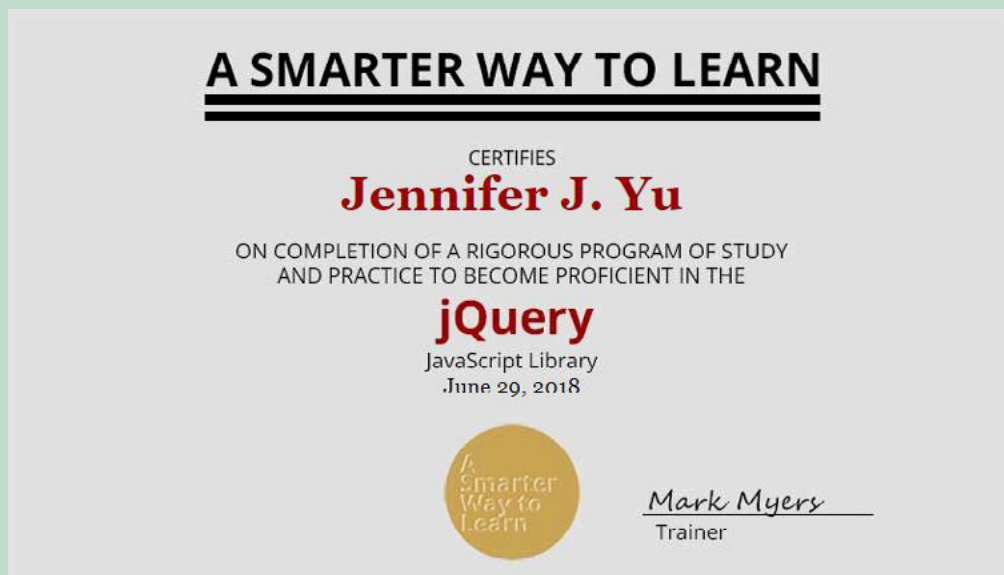 A SMARTER WAY TO LEARN
CERTIFIES
Jennifer J. Yu
ON COMPLETION OF A RIGOROUS PROGRAM OF STUDY
AND PRACTICE TO BECOME PROFICIENT IN THE
jQuery
JavaScript Library
June 29, 2018
A
Smarter
Way to
Learn
Mark Myers
Trainer